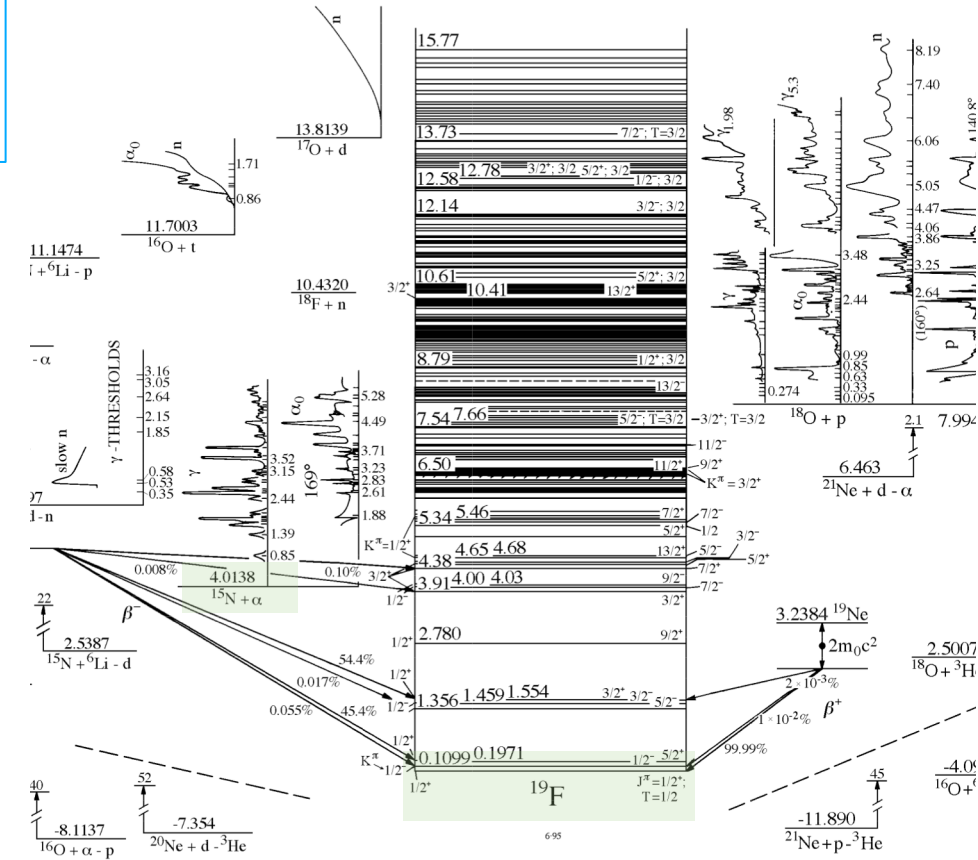 15.77
n
13.8139
¹⁷O + d
13.73 7/2⁻; T=3/2
12.78 3/2⁺; 3/2 5/2⁺; 3/2
12.58 1/2⁻; 3/2
12.14 3/2⁻; 3/2
α₀
n
1.71
0.86
11.7003
¹⁶O + t
11.1474
+ ⁶Li - p
10.4320
¹⁸F + n
10.61 5/2⁺; 3/2
3/2⁺ 10.41 13/2⁺
8.79 1/2⁺; 3/2
13/2⁻
7.54 7.66 5/2⁻; T=3/2 3/2⁺; T=3/2
11/2⁻
6.50 11/2⁺ 9/2⁺
Kπ = 3/2⁺
5.34 5.46 7/2⁺ 7/2⁻
5/2⁺ 1/2
Kπ=1/2⁺
4.38 4.65 4.68 13/2⁺ 5/2⁻ 3/2⁻
5/2⁺
3/2⁺ 7/2⁺
3.91 4.00 4.03 9/2⁻ 7/2⁻
1/2⁻ 3/2⁺
1/2⁺ 2.780 9/2⁺
1/2⁺
1.356 1.459 1.554 3/2⁺ 3/2⁻ 5/2⁻
1/2⁻
1/2⁺
0.1099 0.1971 1/2⁻ 5/2⁺
Kπ
1/2⁻
1/2⁺
¹⁹F
Jπ=1/2⁺;
T=1/2
6-95
- α
γ -THRESHOLDS
3.16
3.05
2.64
2.15
1.85
0.58
0.53
0.35
slow n
97
d-n
γ
3.52
3.15
2.44
1.39
0.85
α₀
169°
5.28
4.49
3.71
3.23
2.83
2.61
1.88
0.008%
0.10%
4.0138
¹⁵N + α
β⁻
54.4%
0.017%
0.055%
45.4%
22
2.5387
¹⁵N + ⁶Li - d
40
-8.1137
¹⁶O + α - p
52
-7.354
²⁰Ne + d - ³He
γ1.98
γ5.3
n
8.19
7.40
6.06
5.05
4.47
4.06
3.86
3.25
2.64
(160°)
p
140.8°
γ
α₀
3.48
2.44
0.99
0.85
0.63
0.33
0.095
0.274
¹⁸O + p
7.994
2.1
6.463
²¹Ne + d - α
3.2384 ¹⁹Ne
2m₀c²
2 × 10⁻³%
β⁺
1 × 10⁻²%
99.99%
2.5007
¹⁸O + ³He
45
-11.890
²¹Ne + p - ³He
-4.09
¹⁶O + ⁶